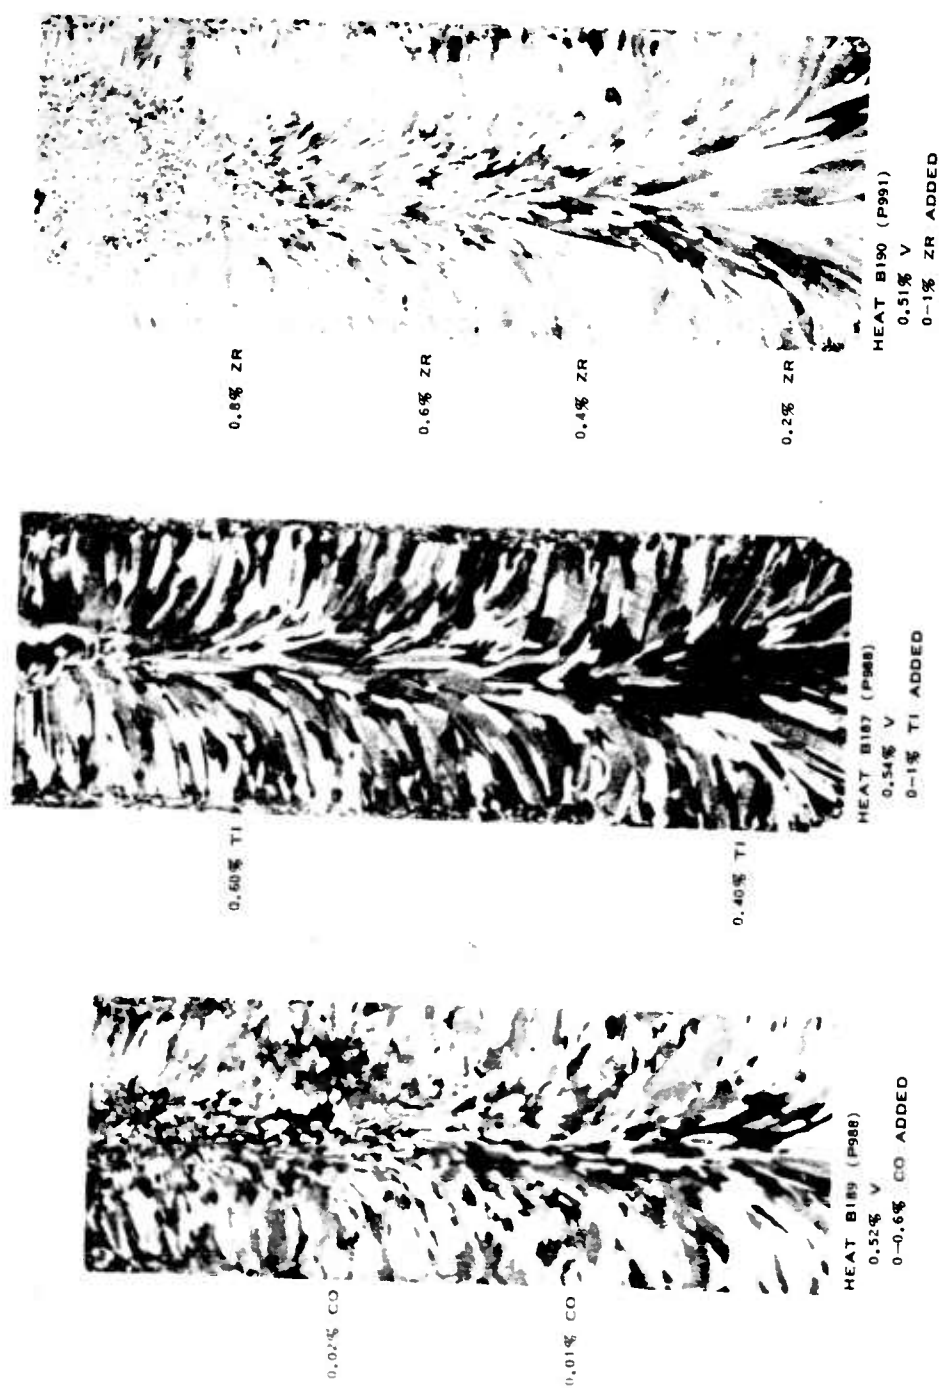 0.8% ZR
0.6% ZR
0.4% ZR
0.2% ZR
HEAT B190 (P991)
0.51% V
0-1% ZR ADDED
0.60% TI
0.40% TI
HEAT B187 (P968)
0.54% V
0-1% TI ADDED
0.02% CO
0.01% CO
HEAT B189 (P988)
0.52% V
0-0.6% CO ADDED